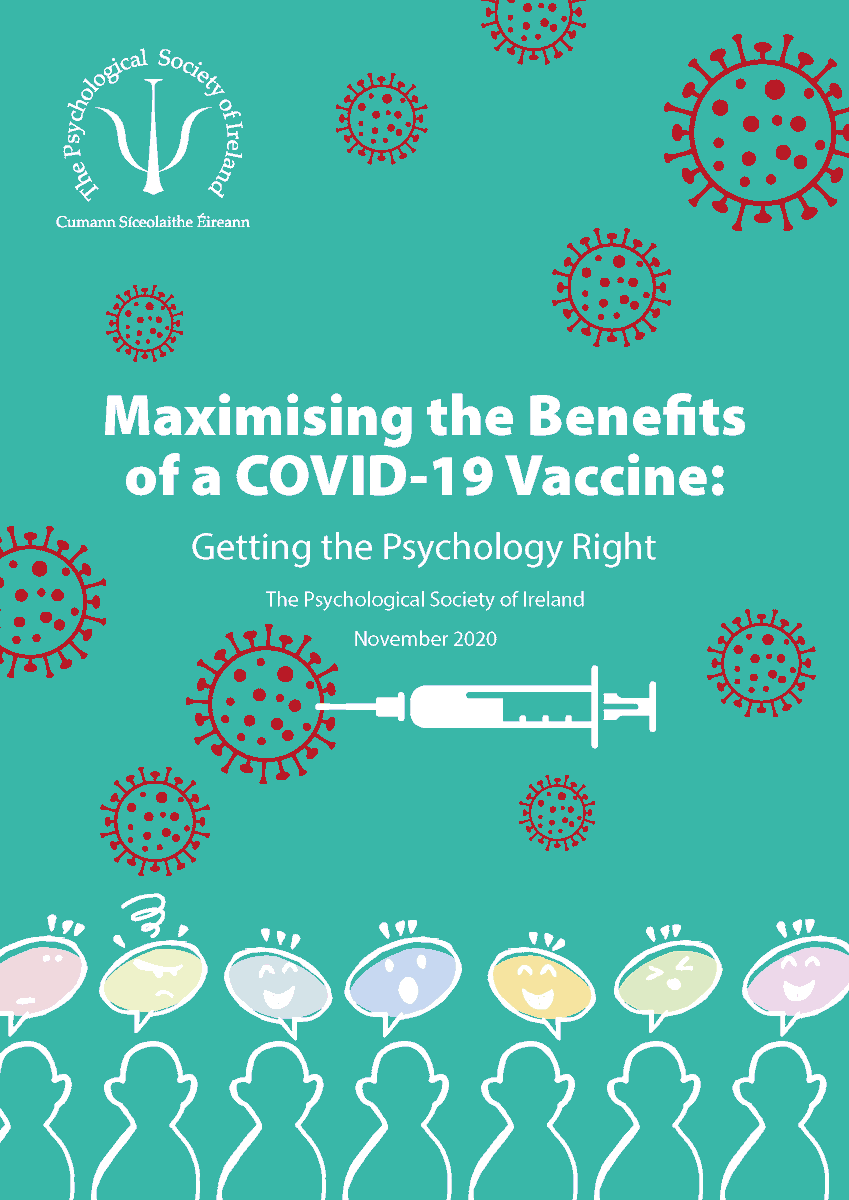 The Psychological Society of Ireland
Cumann Síceolaithe Éireann
Maximising the Benefits
of a COVID-19 Vaccine:
Getting the Psychology Right
The Psychological Society of Ireland
November 2020